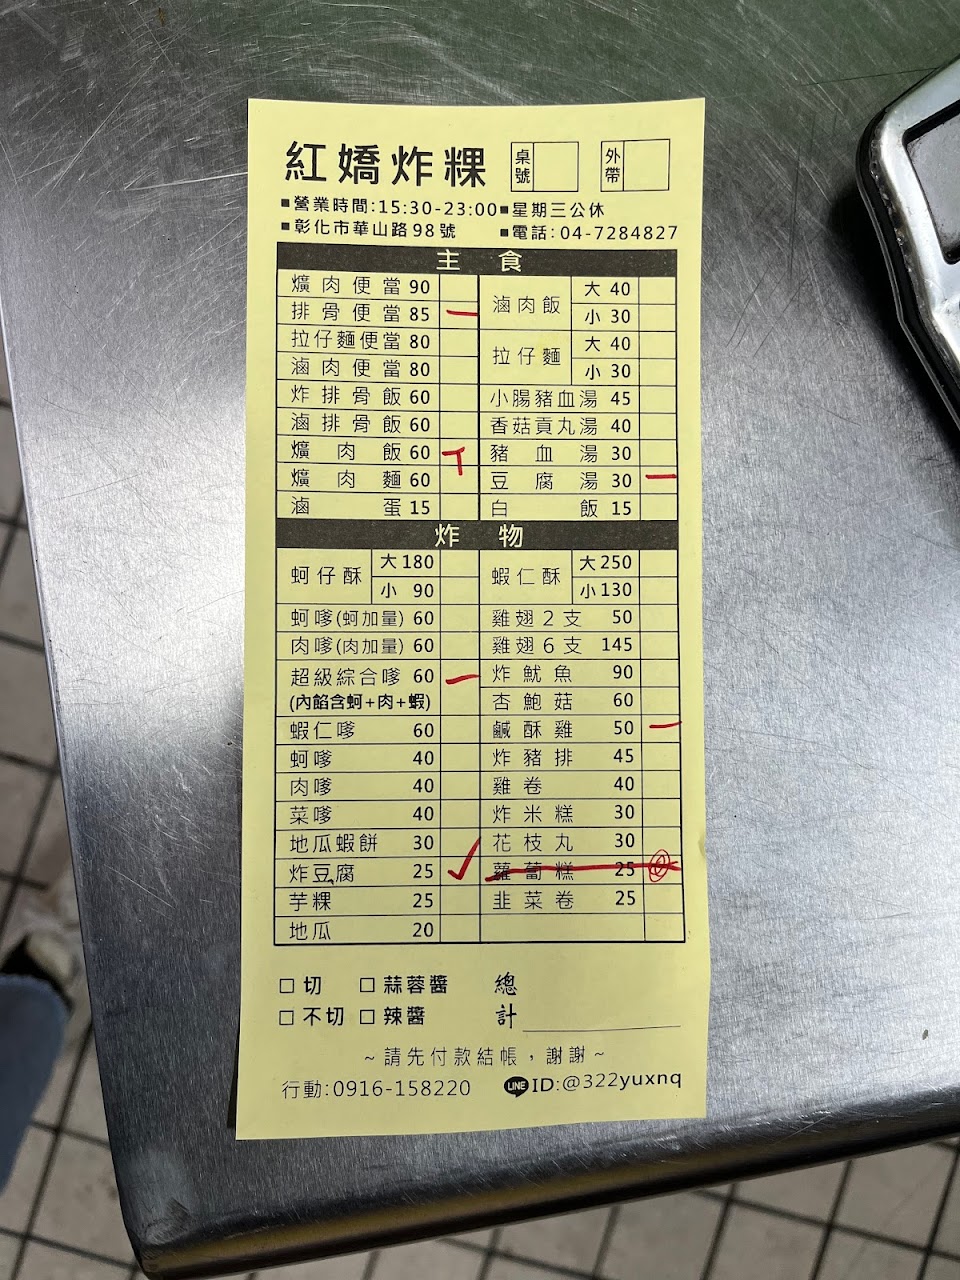 紅嬌炸粿 桌號 外帶
▪營業時間:15:30-23:00▪星期三公休
▪彰化市華山路98號 ▪電話:04-7284827
主食
爌肉便當 90
排骨便當 85 一
拉仔麵便當 80
滷肉便當 80
炸排骨飯 60
滷排骨飯 60
爌肉飯 60 丅
爌肉麵 60
滷蛋 15
滷肉飯 大 40
小 30
拉仔麵 大 40
小 30
小腸豬血湯 45
香菇貢丸湯 40
豬血湯 30
豆腐湯 30 一
白飯 15
炸物
蚵仔酥 大 180
小 90
蚵嗲(蚵加量) 60
肉嗲(肉加量) 60
超級綜合嗲 60 一
(內餡含蚵+肉+蝦)
蝦仁嗲 60
蚵嗲 40
肉嗲 40
菜嗲 40
地瓜蝦餅 30
炸豆腐 25 ✓
芋粿 25
地瓜 20
蝦仁酥 大 250
小 130
雞翅2支 50
雞翅6支 145
炸魷魚 90
杏鮑菇 60
鹹酥雞 50 一
炸豬排 45
雞卷 40
炸米糕 30
花枝丸 30
蘿蔔糕 25
韭菜卷 25
□切 □蒜蓉醬 總
□不切 □辣醬 計
~請先付款結帳,謝謝~
行動:0916-158220 LINE ID:@322yuxnq